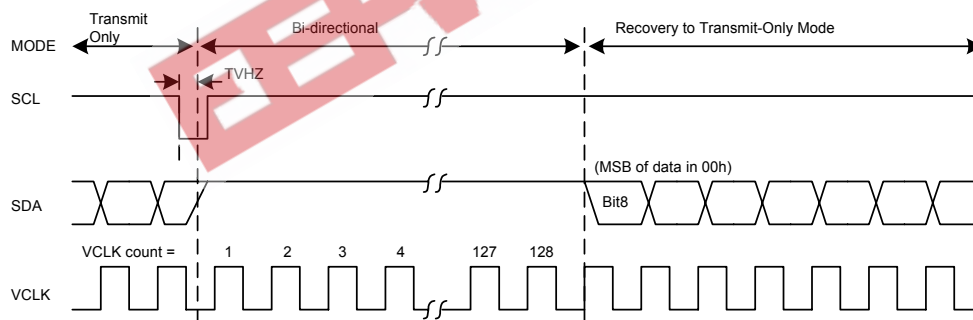 Transmit
Only
Bi-directional
Recovery to Transmit-Only Mode
MODE
TVHZ
SCL
(MSB of data in 00h)
SDA
Bit8
VCLK count = 1 2 3 4 127 128
VCLK